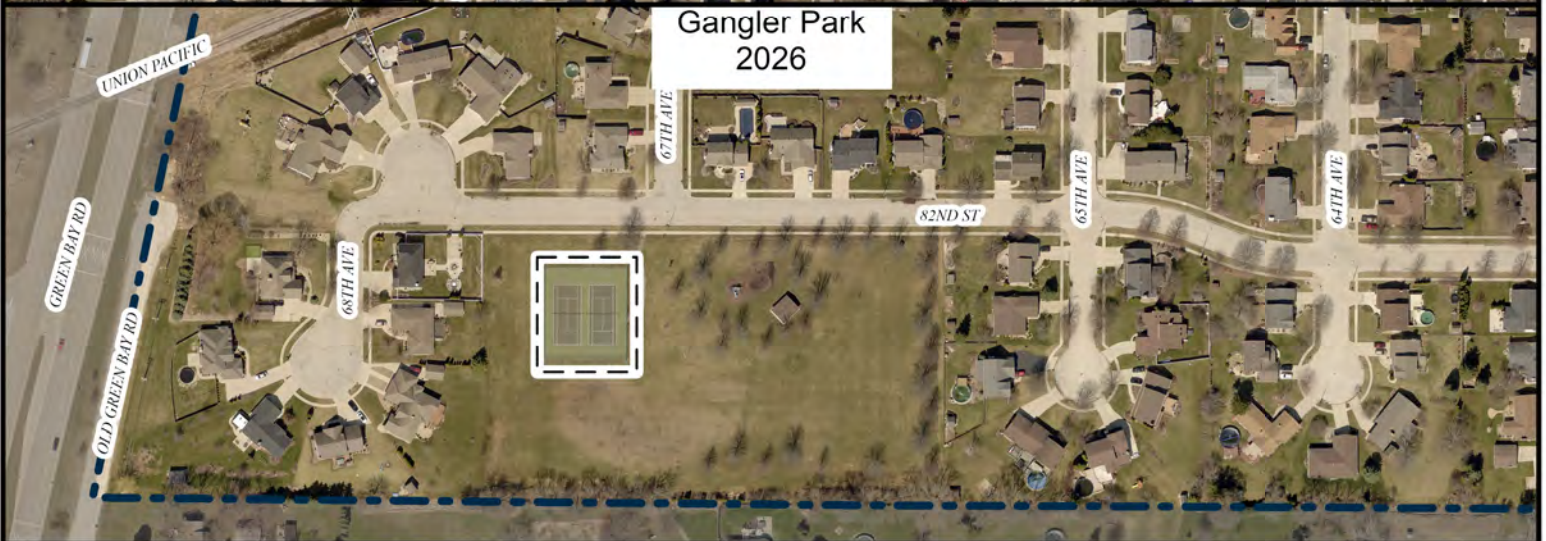 Gangler Park
2026
UNION PACIFIC
67TH AVE
GREEN BAY RD
OLD GREEN BAY RD
68TH AVE
82ND ST
65TH AVE
64TH AVE